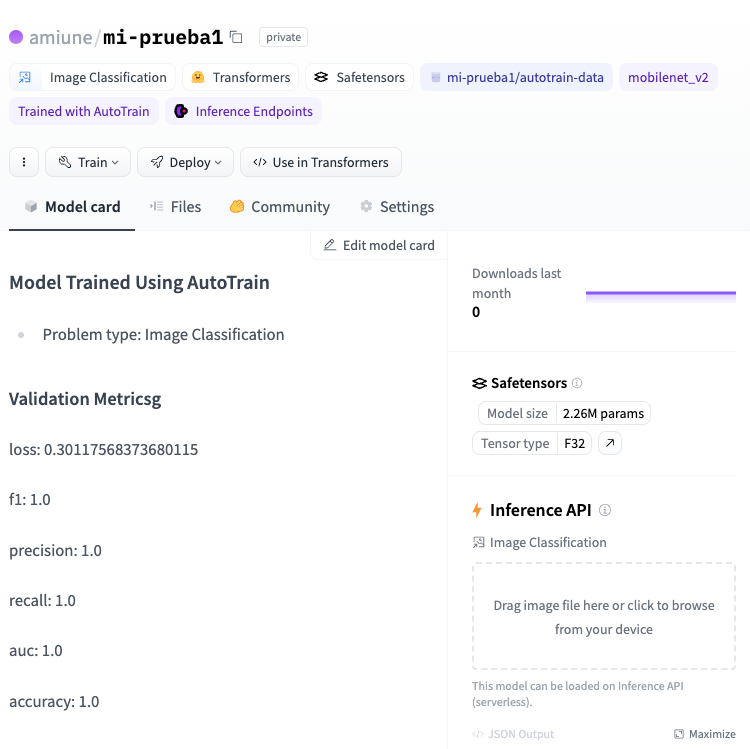 amiune/mi-prueba1 private
Image Classification Transformers Safetensors mi-prueba1/autotrain-data mobilenet_v2
Trained with AutoTrain Inference Endpoints
Train Deploy Use in Transformers
Model card Files Community Settings
Edit model card
Model Trained Using AutoTrain
Problem type: Image Classification
Validation Metricsg
loss: 0.30117568373680115
f1: 1.0
precision: 1.0
recall: 1.0
auc: 1.0
accuracy: 1.0
Downloads last
month
0
Safetensors
Model size 2.26M params
Tensor type F32
Inference API
Image Classification
Drag image file here or click to browse
from your device
This model can be loaded on Inference API
(serverless).
</> JSON Output Maximize